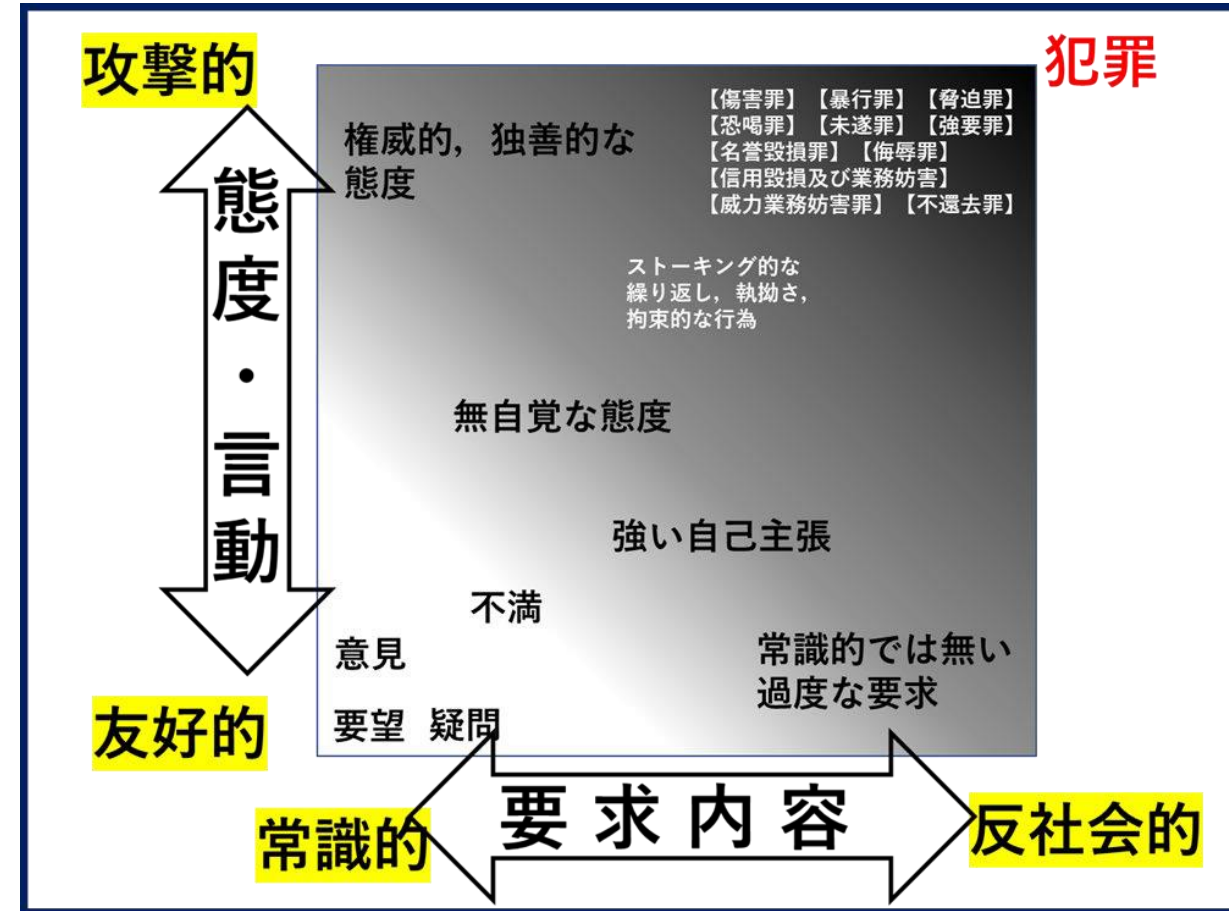 攻撃的
犯罪
【傷害罪】【暴行罪】【脅迫罪】
【恐喝罪】【未遂罪】【強要罪】
【名誉毀損罪】【侮辱罪】
【信用毀損及び業務妨害】
【威力業務妨害罪】【不還去罪】
権威的，独善的な
態度
態度・言動
ストーキング的な
繰り返し，執拗さ，
拘束的な行為
無自覚な態度
強い自己主張
不満
意見
常識的では無い
過度な要求
要望 疑問
友好的
常識的
要求内容
反社会的